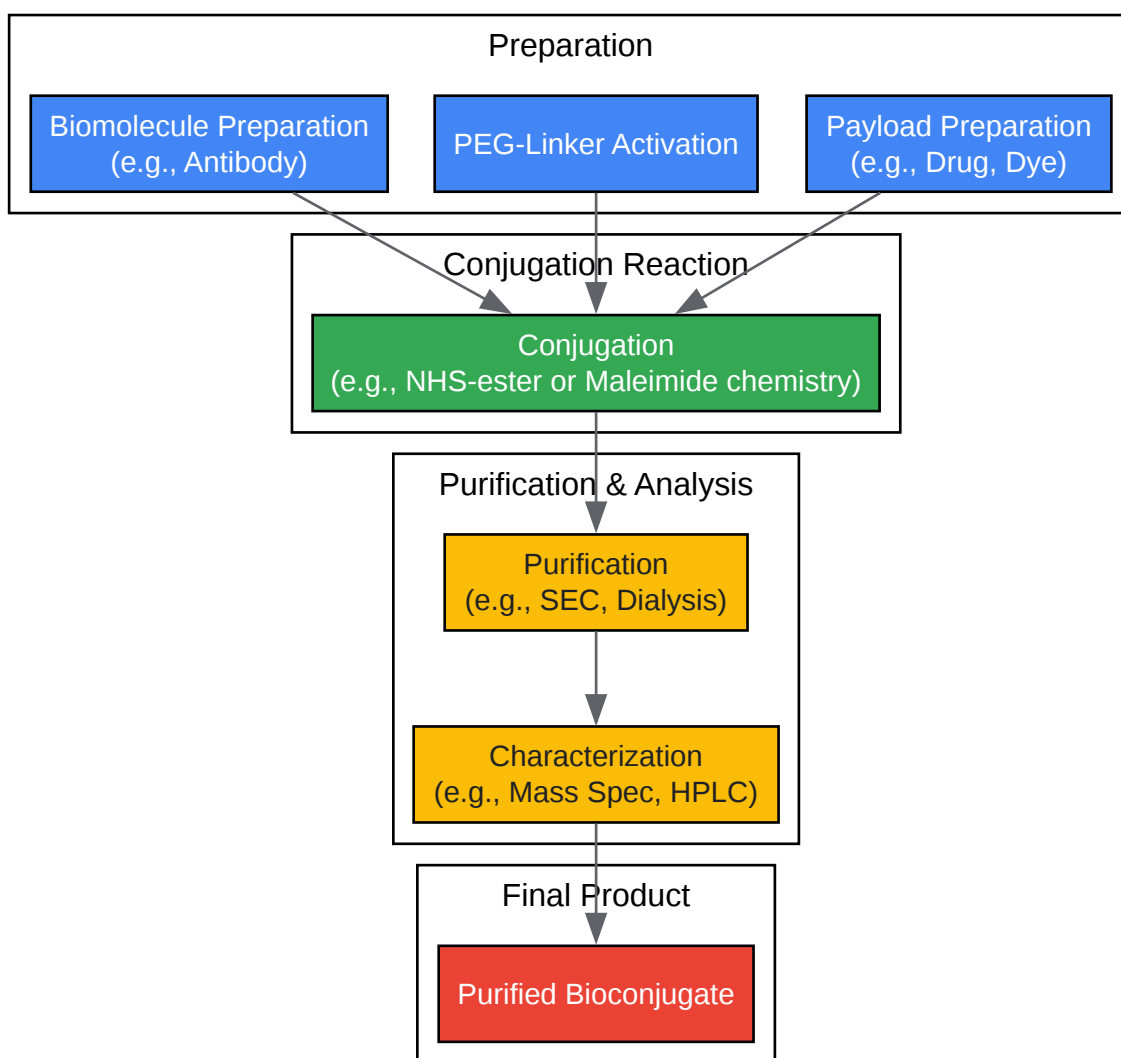 Preparation
Biomolecule Preparation
(e.g., Antibody)
PEG-Linker Activation
Payload Preparation
(e.g., Drug, Dye)
Conjugation Reaction
Conjugation
(e.g., NHS-ester or Maleimide chemistry)
Purification & Analysis
Purification
(e.g., SEC, Dialysis)
Characterization
(e.g., Mass Spec, HPLC)
Final Product
Purified Bioconjugate